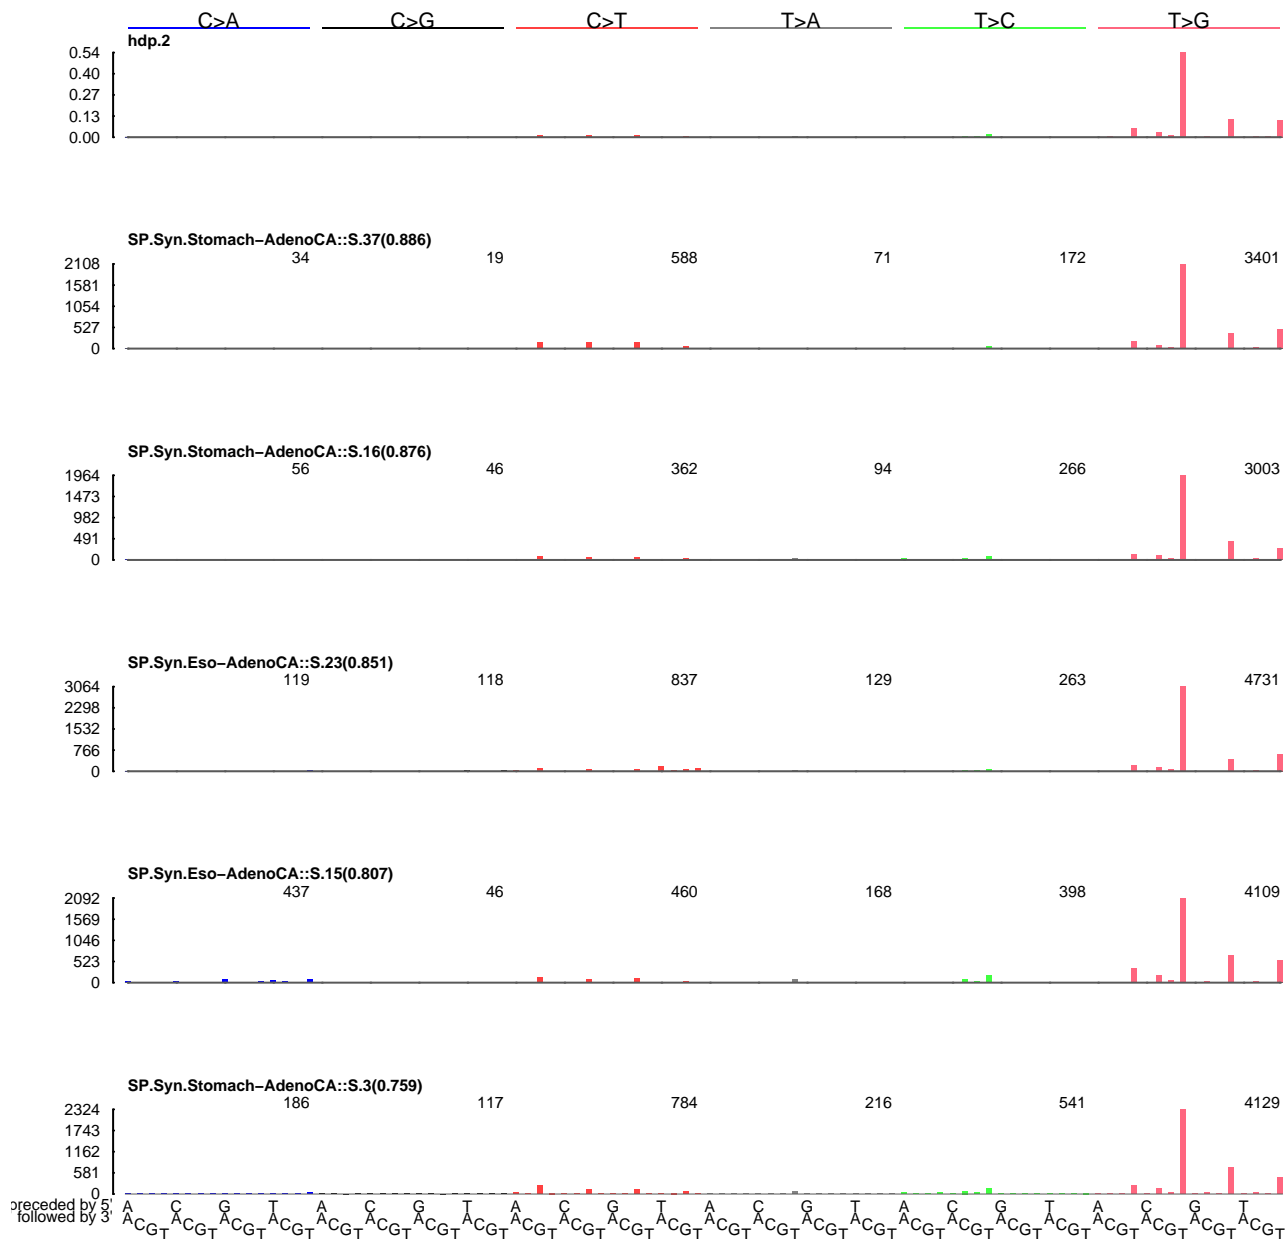 C>A C>G C>T T>A T>C T>G
hdp.2
0.54
0.40
0.27
0.13
0.00
SP.Syn.Stomach−AdenoCA::S.37(0.886)
34 19 588 71 172 3401
2108
1581
1054
527
0
SP.Syn.Stomach−AdenoCA::S.16(0.876)
56 46 362 94 266 3003
1964
1473
982
491
0
SP.Syn.Eso−AdenoCA::S.23(0.851)
119 118 837 129 263 4731
3064
2298
1532
766
0
SP.Syn.Eso−AdenoCA::S.15(0.807)
437 46 460 168 398 4109
2092
1569
1046
523
0
SP.Syn.Stomach−AdenoCA::S.3(0.759)
186 117 784 216 541 4129
2324
1743
1162
581
0
preceded by 5' A C G T A C G T A C G T A C G T A C G T A C G T
followed by 3' A C G T A C G T A C G T A C G T A C G T A C G T A C G T A C G T A C G T A C G T A C G T A C G T A C G T A C G T A C G T A C G T A C G T A C G T A C G T A C G T A C G T A C G T A C G T A C G T